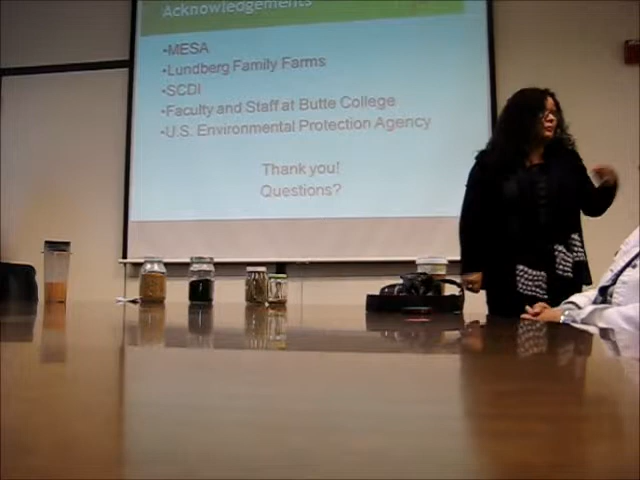 Acknowledgements
•MESA
•Lundberg Family Farms
•SCDI
•Faculty and Staff at Butte College
•U.S. Environmental Protection Agency
Thank you!
Questions?